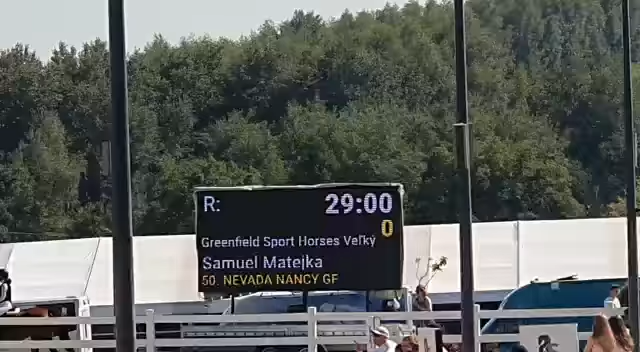 R: 29:00
0
Greenfield Sport Horses Veľký
Samuel Matejka
50. NEVADA NANCY GF